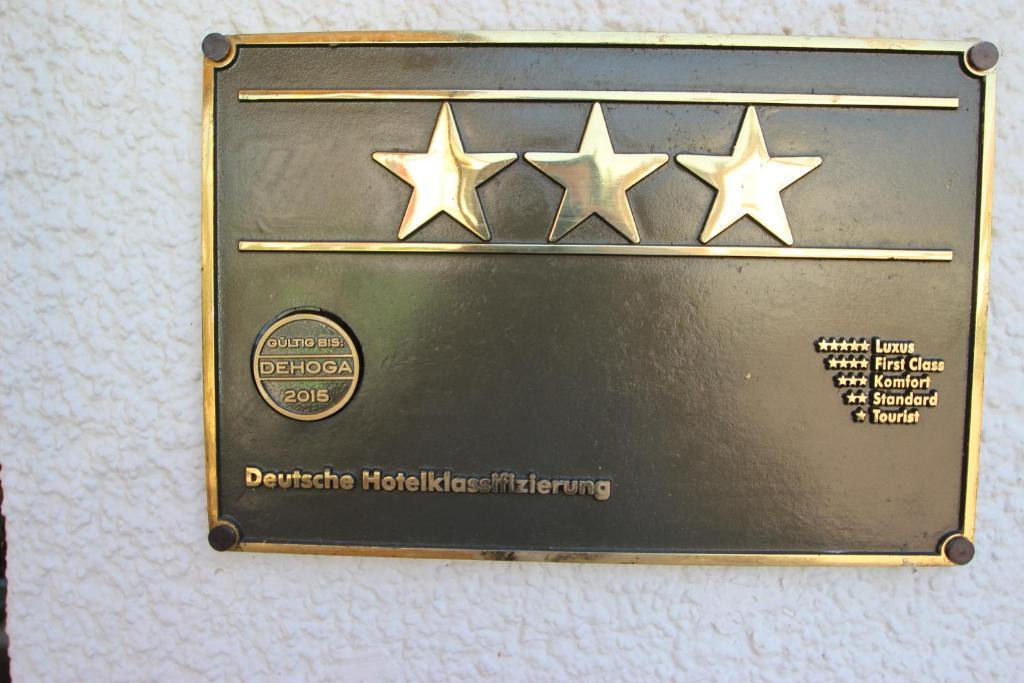 GÜLTIG BIS:
DEHOGA
2015
★★★★★ Luxus
★★★★ First Class
★★★ Komfort
★★ Standard
★ Tourist
Deutsche Hotelklassifizierung